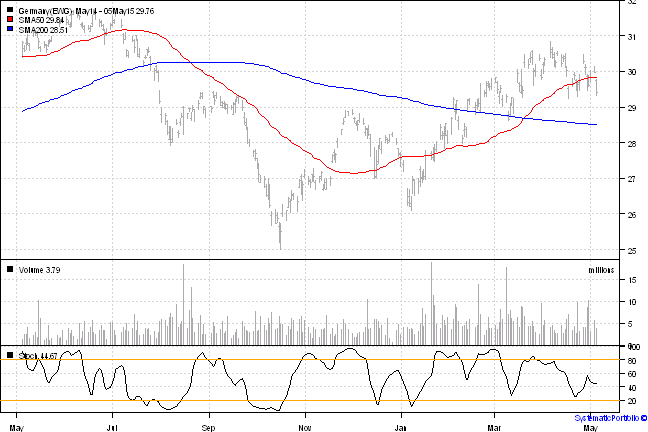 Germany(EWG) May14 - 05May15 29.76
SMA50 29.84
SMA200 28.51
32
31
30
29
28
27
26
25
Volume 3.79
millions
15
10
5
0
Stoch 44.67
100
80
60
40
20
May
Jul
Sep
Nov
Jan
Mar
May
SystematicPortfolio ©